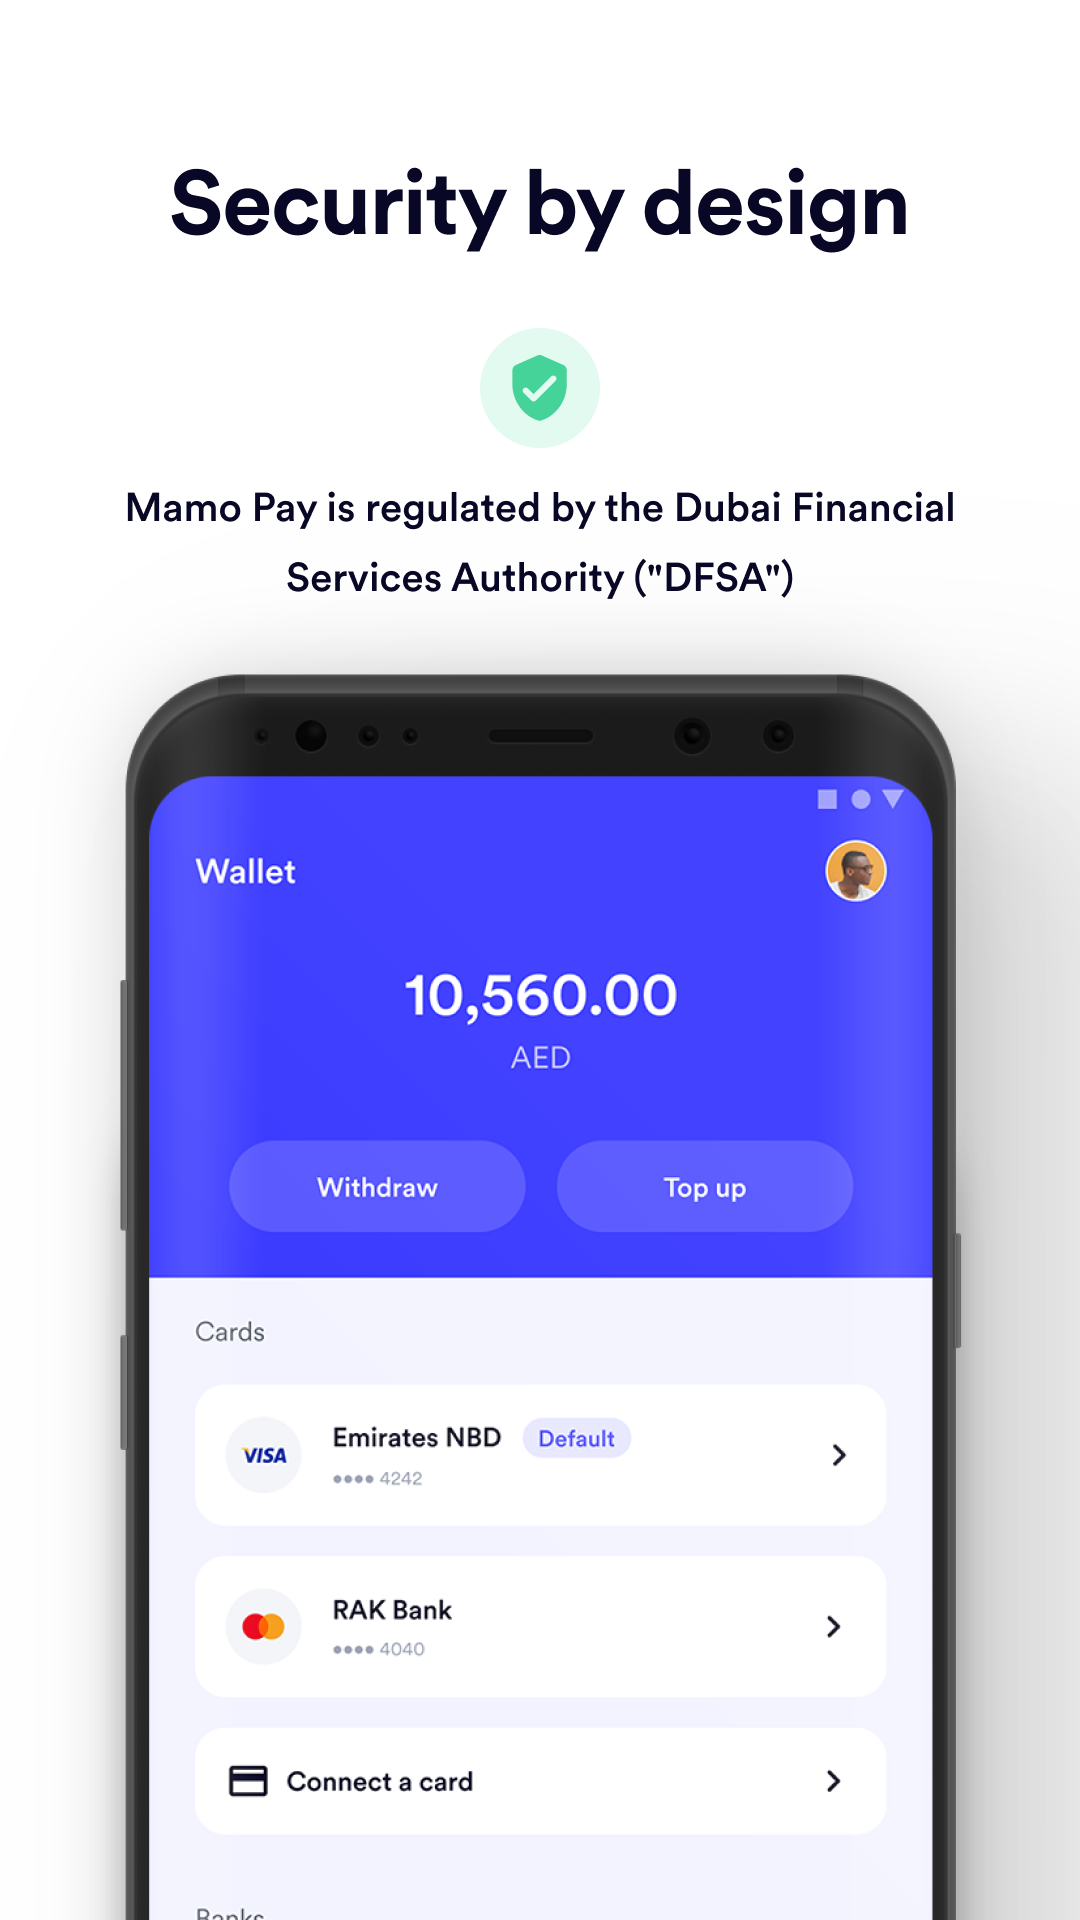 Security by design
Mamo Pay is regulated by the Dubai Financial
Services Authority ("DFSA")
Wallet
10,560.00
AED
Withdraw
Top up
Cards
VISA
Emirates NBD
Default
•••• 4242
RAK Bank
•••• 4040
Connect a card
Banks